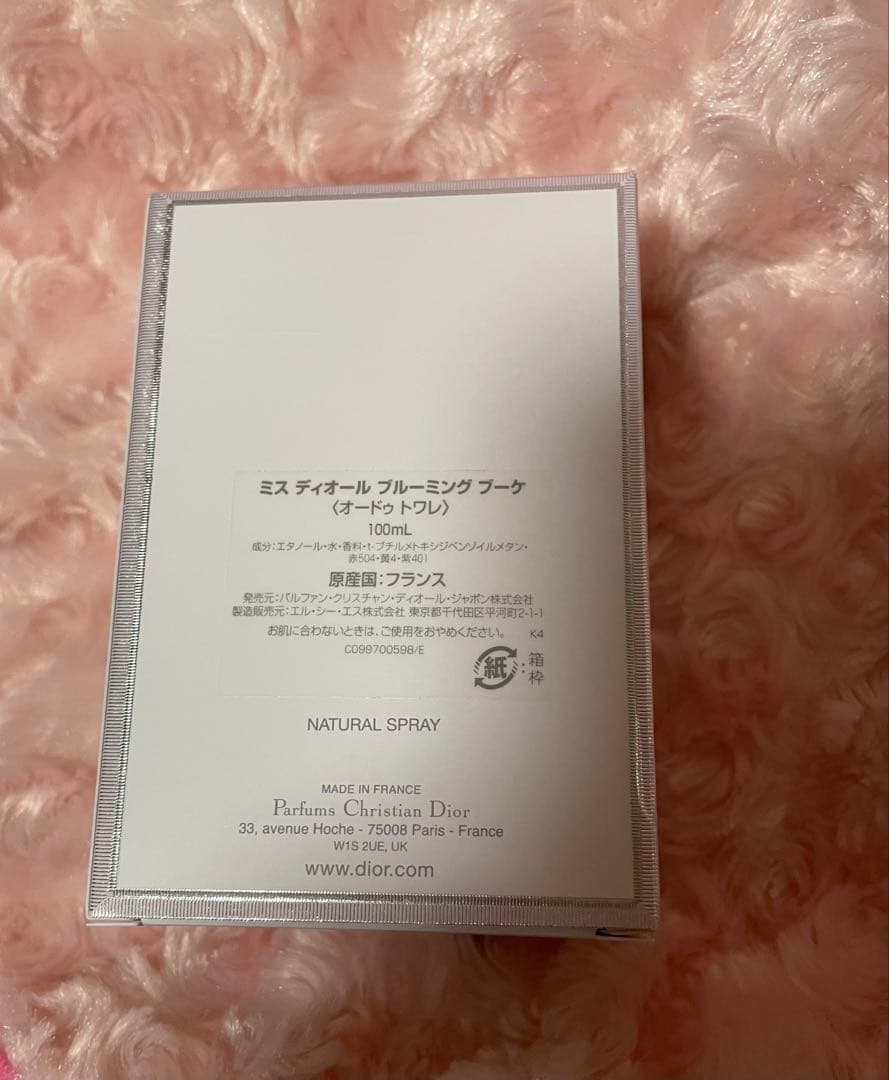 ミス ディオール ブルーミング ブーケ
〈オードゥ トワレ〉
100mL
成分:エタノール・水・香料・t-ブチルメトキシジベンゾイルメタン・
赤504・黄4・紫401
原産国:フランス
発売元:パルファン・クリスチャン・ディオール・ジャポン株式会社
製造販売元:エル・シー・エス株式会社 東京都千代田区平河町2-1-1
お肌に合わないときは、ご使用をおやめください。 K4
C099700598/E
紙:箱
枠
NATURAL SPRAY
MADE IN FRANCE
Parfums Christian Dior
33, avenue Hoche - 75008 Paris - France
W1S 2UE, UK
www.dior.com